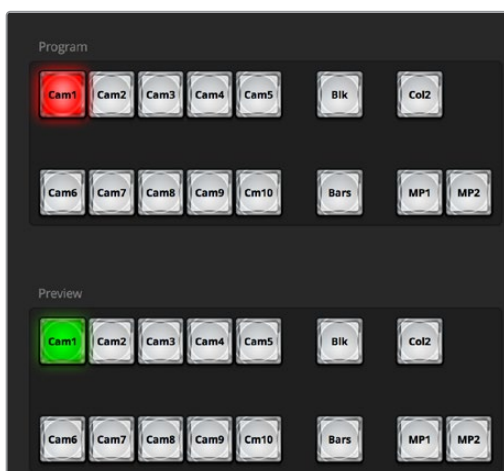 Program
Cam1 Cam2 Cam3 Cam4 Cam5 Blk Col2
Cam6 Cam7 Cam8 Cam9 Cm10 Bars MP1 MP2
Preview
Cam1 Cam2 Cam3 Cam4 Cam5 Blk Col2
Cam6 Cam7 Cam8 Cam9 Cm10 Bars MP1 MP2